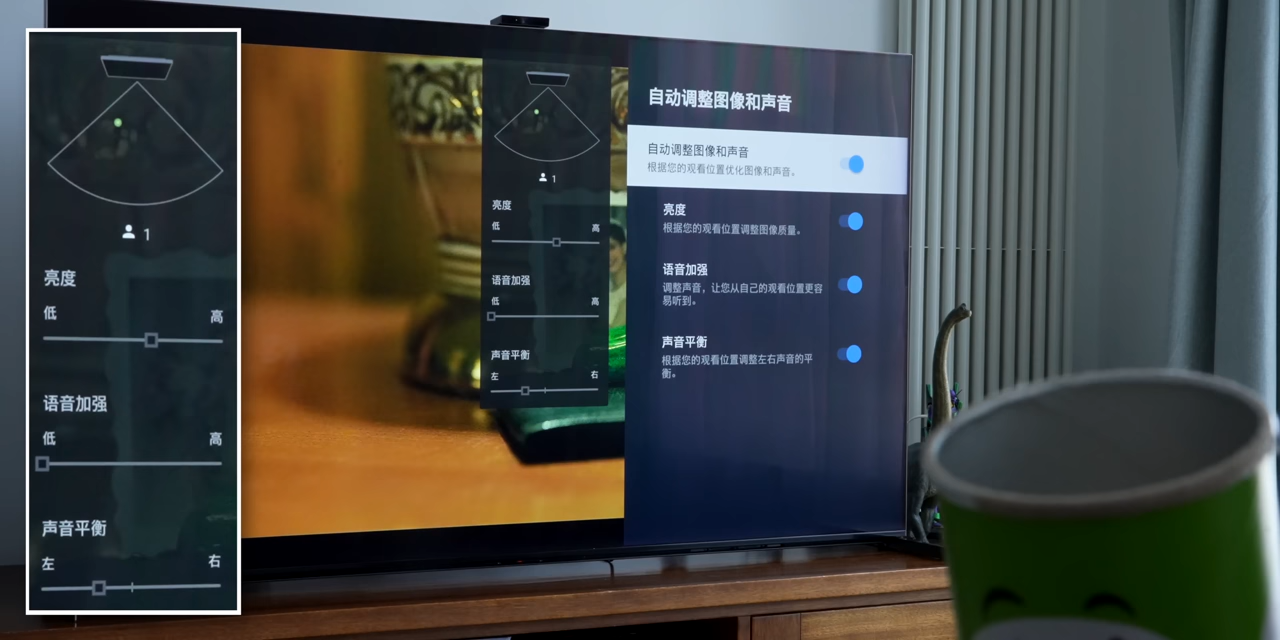 1
亮度
低 高
语音加强
低 高
声音平衡
左 右
1
亮度
低 高
语音加强
低 高
声音平衡
左 右
自动调整图像和声音
自动调整图像和声音
根据您的观看位置优化图像和声音。
亮度
根据您的观看位置调整图像质量。
语音加强
调整声音，让您从自己的观看位置更容
易听到。
声音平衡
根据您的观看位置调整左右声音的平
衡。